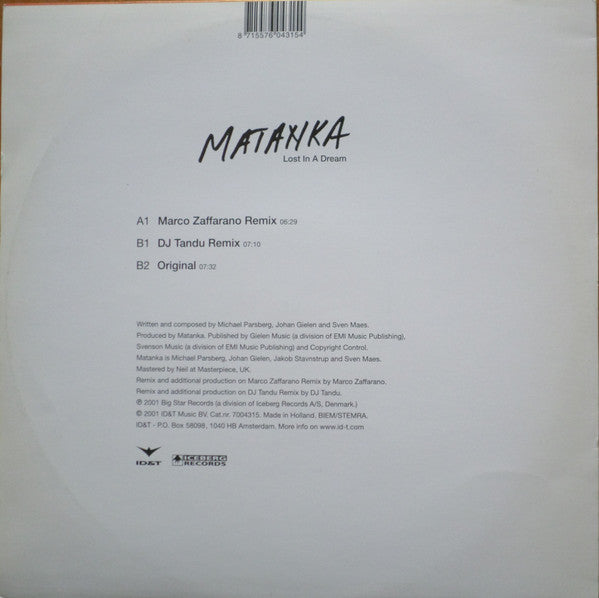 8 715576 043154
MATANKA
Lost In A Dream
A1 Marco Zaffarano Remix 06:29
B1 DJ Tandu Remix 07:10
B2 Original 07:32
Written and composed by Michael Parsberg, Johan Gielen and Sven Maes.
Produced by Matanka. Published by Gielen Music (a division of EMI Music Publishing),
Svenson Music (a division of EMI Music Publishing) and Copyright Control.
Matanka is Michael Parsberg, Johan Gielen, Jakob Stavnstrup and Sven Maes.
Mastered by Neil at Masterpiece, UK.
Remix and additional production on Marco Zaffarano Remix by Marco Zaffarano.
Remix and additional production on DJ Tandu Remix by DJ Tandu.
℗ 2001 Big Star Records (a division of Iceberg Records A/S, Denmark.)
© 2001 ID&T Music BV. Cat.nr. 7004315. Made in Holland, BIEM/STEMRA.
ID&T - P.O. Box 58098, 1040 HB Amsterdam. More info on www.id-t.com
ID&T ICEBERG
RECORDS